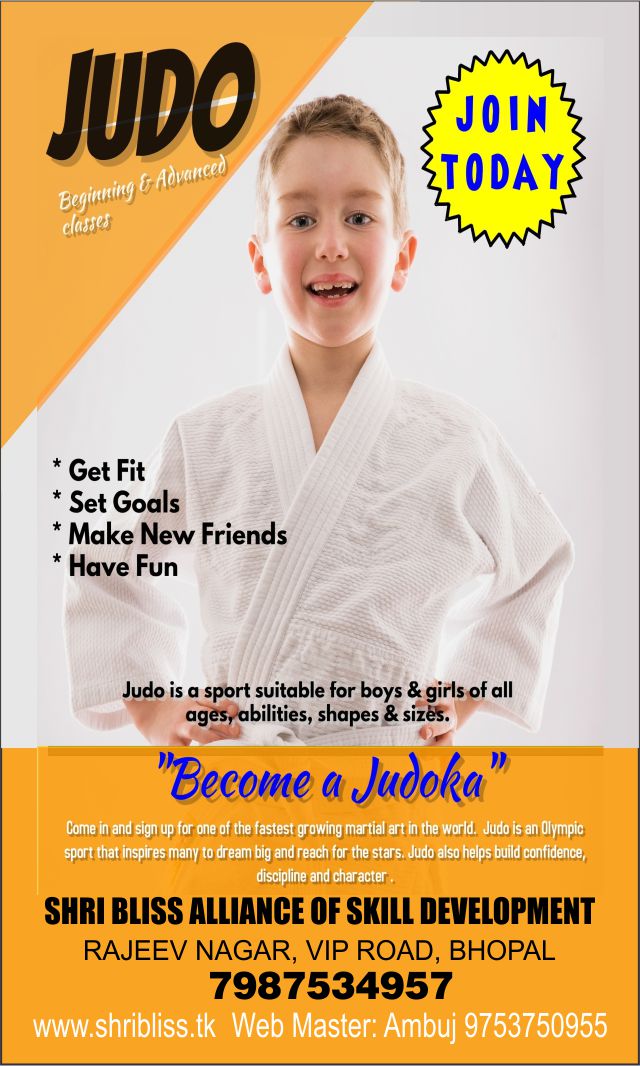 JUDO
Beginning & Advanced
classes
JOIN
TODAY
* Get Fit
* Set Goals
* Make New Friends
* Have Fun
Judo is a sport suitable for boys & girls of all
ages, abilities, shapes & sizes.
"Become a Judoka"
Come in and sign up for one of the fastest growing martial art in the world. Judo is an Olympic
sport that inspires many to dream big and reach for the stars. Judo also helps build confidence,
discipline and character .
SHRI BLISS ALLIANCE OF SKILL DEVELOPMENT
RAJEEV NAGAR, VIP ROAD, BHOPAL
7987534957
www.shribliss.tk Web Master: Ambuj 9753750955